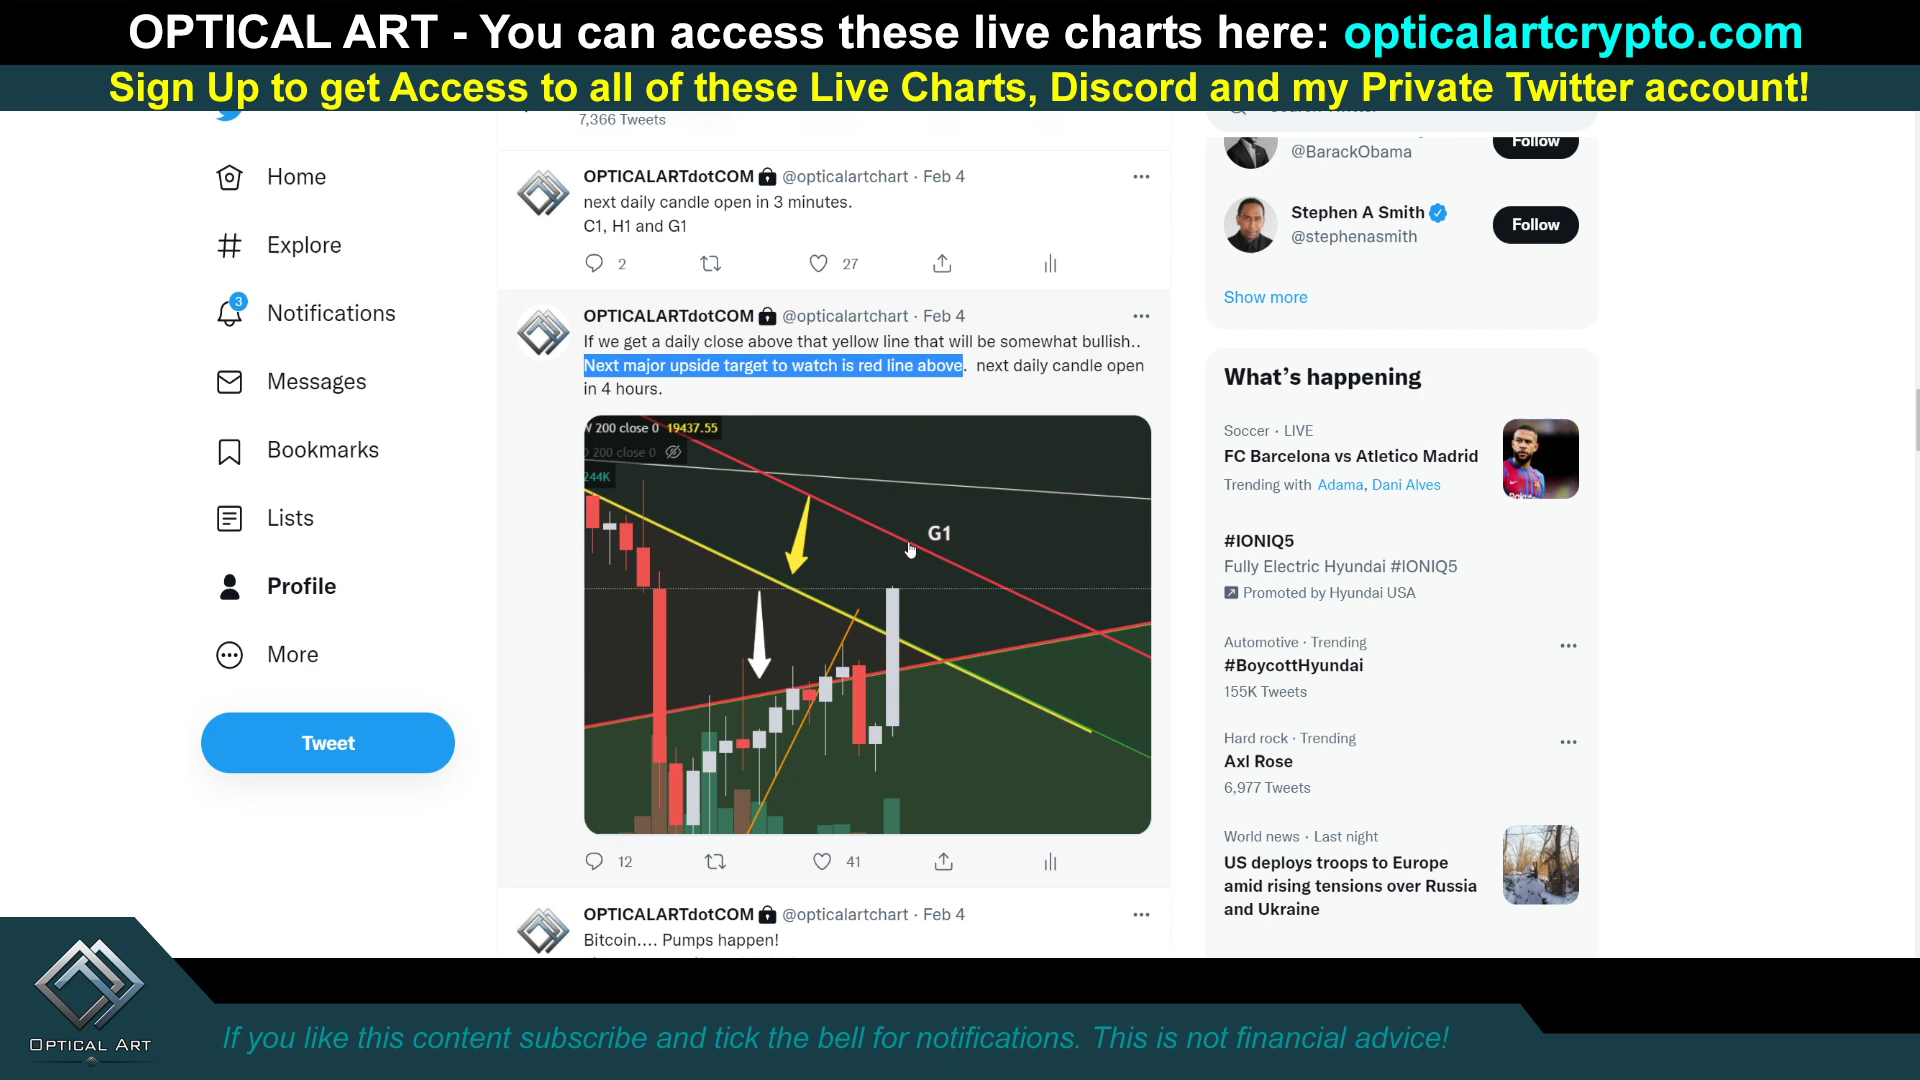 OPTICAL ART - You can access these live charts here: opticalartcrypto.com
Sign Up to get Access to all of these Live Charts, Discord and my Private Twitter account!
7,366 Tweets
Home
Explore
3
Notifications
Messages
Bookmarks
Lists
Profile
More
Tweet
OPTICALARTdotCOM @opticalartchart · Feb 4
next daily candle open in 3 minutes.
C1, H1 and G1
2
27
OPTICALARTdotCOM @opticalartchart · Feb 4
If we get a daily close above that yellow line that will be somewhat bullish..
Next major upside target to watch is red line above. next daily candle open
in 4 hours.
200 close 0 19437.55
200 close 0
244K
G1
12
41
OPTICALARTdotCOM @opticalartchart · Feb 4
Bitcoin.... Pumps happen!
@BarackObama
Follow
Stephen A Smith
@stephenasmith
Follow
Show more
What's happening
Soccer · LIVE
FC Barcelona vs Atletico Madrid
Trending with Adama, Dani Alves
#IONIQ5
Fully Electric Hyundai #IONIQ5
Promoted by Hyundai USA
Automotive · Trending
#BoycottHyundai
155K Tweets
Hard rock · Trending
Axl Rose
6,977 Tweets
World news · Last night
US deploys troops to Europe
amid rising tensions over Russia
and Ukraine
OPTICAL ART
If you like this content subscribe and tick the bell for notifications. This is not financial advice!